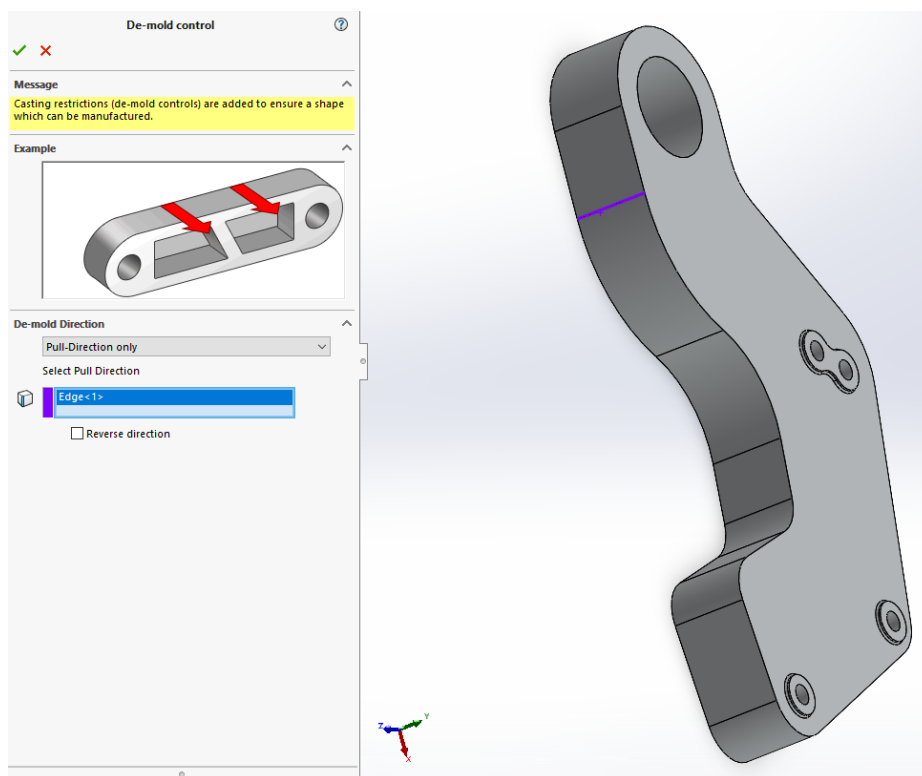 De-mold control
Message
Casting restrictions (de-mold controls) are added to ensure a shape
which can be manufactured.
Example
De-mold Direction
Pull-Direction only
Select Pull Direction
Edge<1>
Reverse direction
Z
Y
X